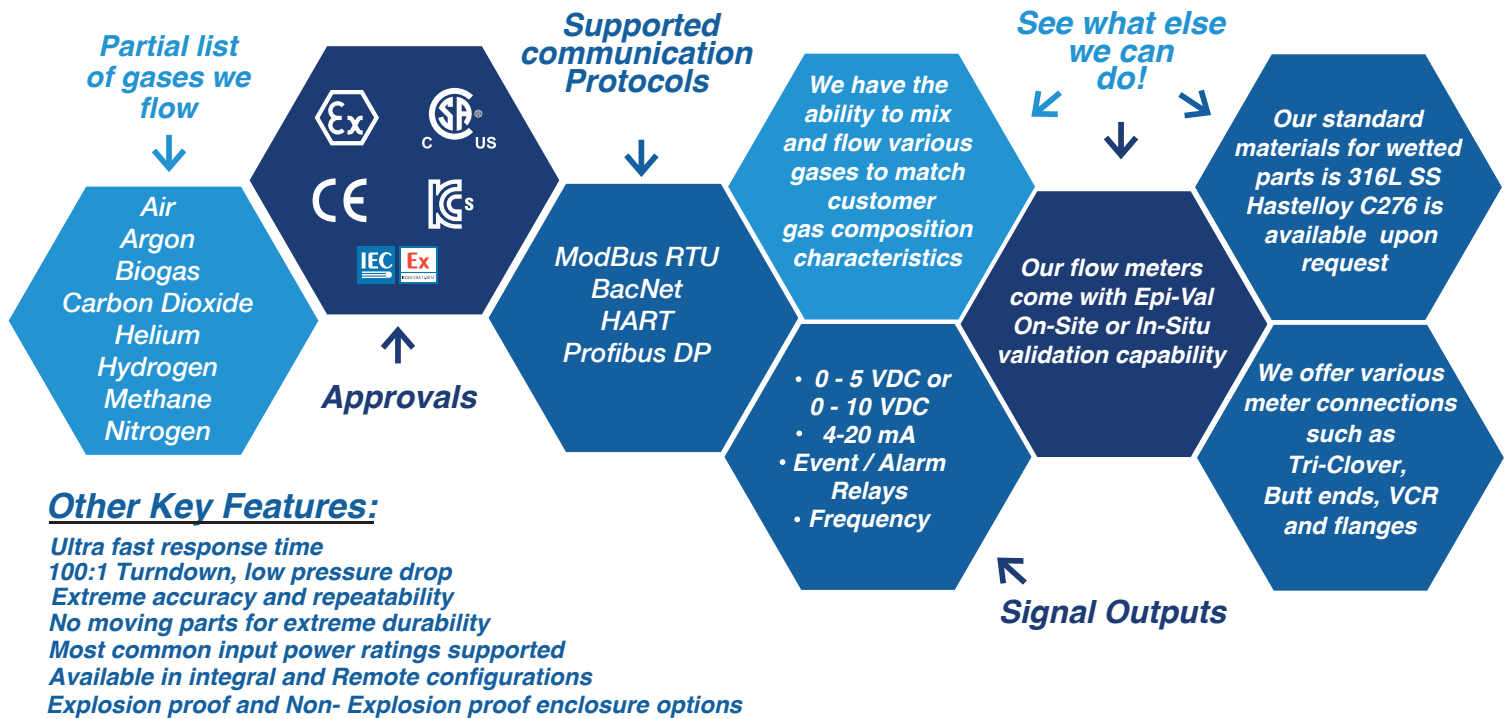 Partial list
of gases we
flow
Air
Argon
Biogas
Carbon Dioxide
Helium
Hydrogen
Methane
Nitrogen
Ex
CSA ®
C US
CE
KCs
IEC Ex
Approvals
Supported
communication
Protocols
ModBus RTU
BacNet
HART
Profibus DP
See what else
we can
do!
We have the
ability to mix
and flow various
gases to match
customer
gas composition
characteristics
Our flow meters
come with Epi-Val
On-Site or In-Situ
validation capability
Our standard
materials for wetted
parts is 316L SS
Hastelloy C276 is
available upon
request
• 0 - 5 VDC or
0 - 10 VDC
• 4-20 mA
• Event / Alarm
Relays
• Frequency
Signal Outputs
We offer various
meter connections
such as
Tri-Clover,
Butt ends, VCR
and flanges
Other Key Features:
Ultra fast response time
100:1 Turndown, low pressure drop
Extreme accuracy and repeatability
No moving parts for extreme durability
Most common input power ratings supported
Available in integral and Remote configurations
Explosion proof and Non- Explosion proof enclosure options